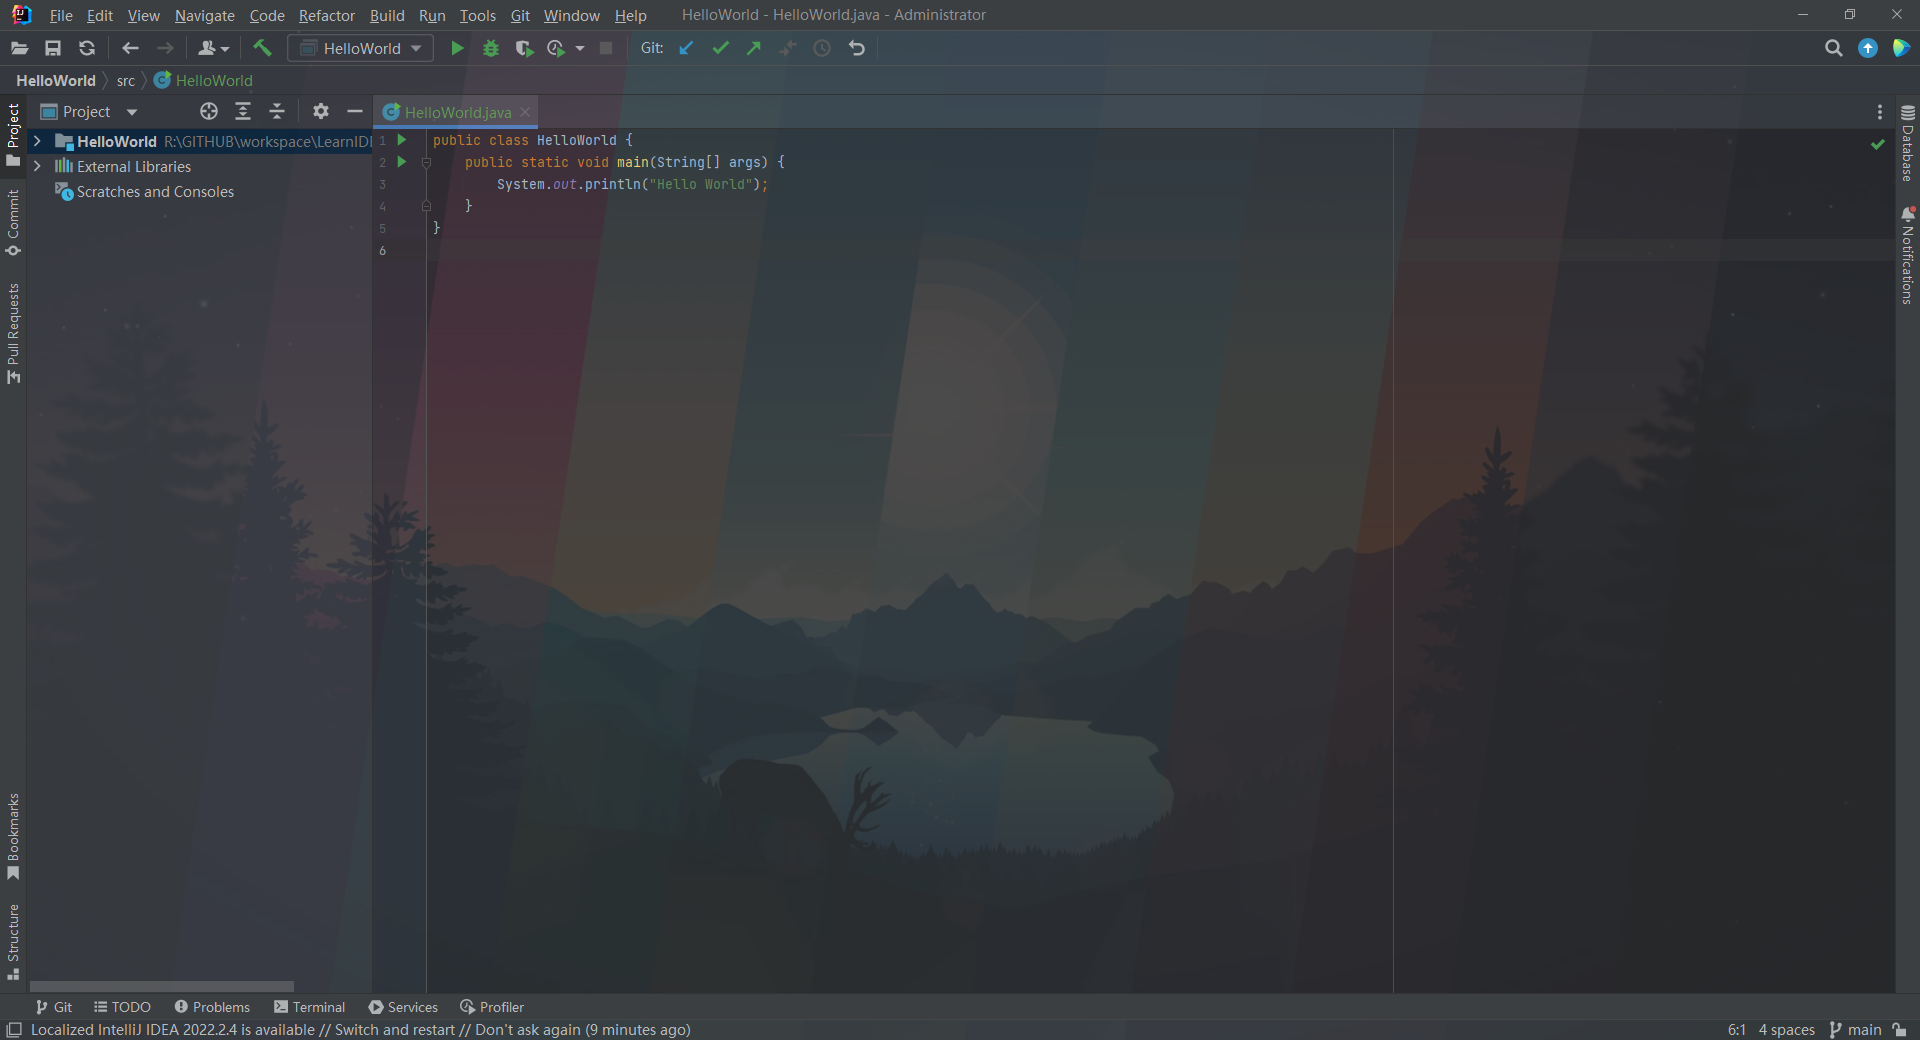 File Edit View Navigate Code Refactor Build Run Tools Git Window Help HelloWorld - HelloWorld.java - Administrator
HelloWorld Git:
HelloWorld src HelloWorld
Project
HelloWorld.java
HelloWorld R:\GITHUB\workspace\LearnIDE
External Libraries
Scratches and Consoles
1 public class HelloWorld {
2 public static void main(String[] args) {
3 System.out.println("Hello World");
4 }
5 }
6
Project
Commit
Pull Requests
Bookmarks
Structure
Database
Notifications
Git TODO Problems Terminal Services Profiler
Localized IntelliJ IDEA 2022.2.4 is available // Switch and restart // Don't ask again (9 minutes ago) 6:1 4 spaces main